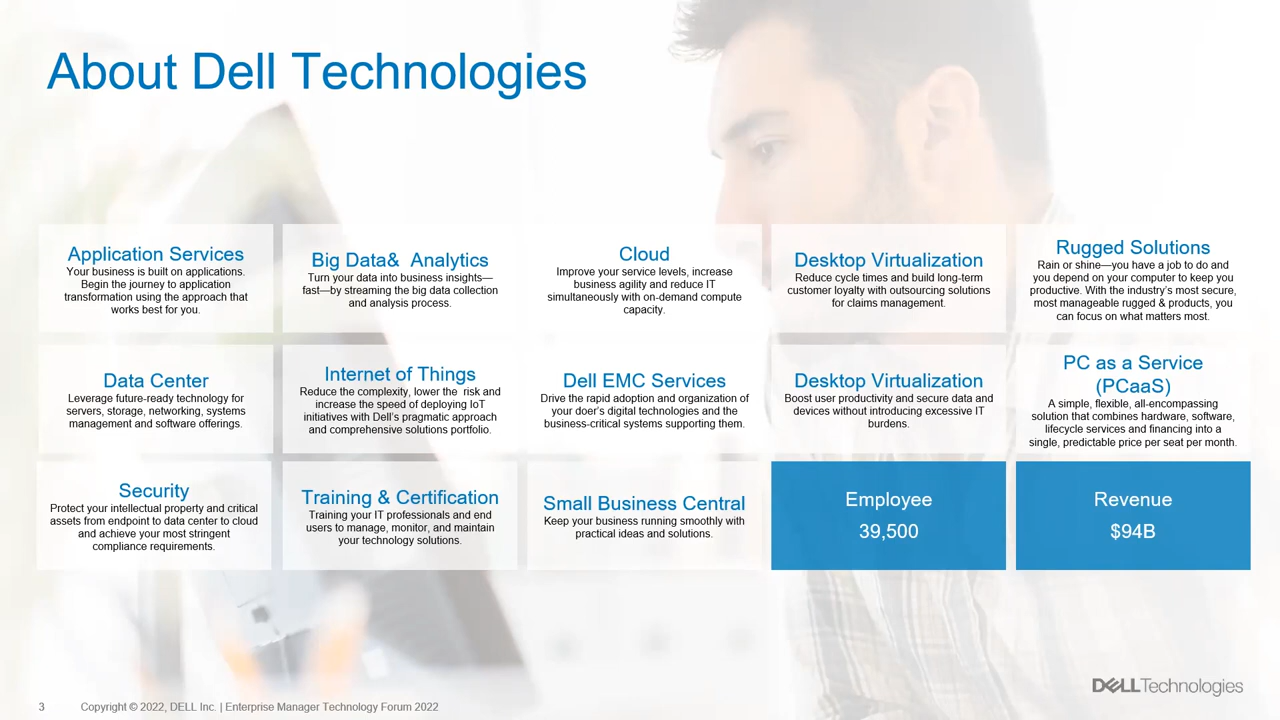 About Dell Technologies
Application Services
Your business is built on applications.
Begin the journey to application
transformation using the approach that
works best for you.
Big Data& Analytics
Turn your data into business insights—
fast—by streaming the big data collection
and analysis process.
Cloud
Improve your service levels, increase
business agility and reduce IT
simultaneously with on-demand compute
capacity.
Desktop Virtualization
Reduce cycle times and build long-term
customer loyalty with outsourcing solutions
for claims management.
Rugged Solutions
Rain or shine—you have a job to do and
you depend on your computer to keep you
productive. With the industry's most secure,
most manageable rugged & products, you
can focus on what matters most.
Data Center
Leverage future-ready technology for
servers, storage, networking, systems
management and software offerings.
Internet of Things
Reduce the complexity, lower the risk and
increase the speed of deploying IoT
initiatives with Dell's pragmatic approach
and comprehensive solutions portfolio.
Dell EMC Services
Drive the rapid adoption and organization of
your doer's digital technologies and the
business-critical systems supporting them.
Desktop Virtualization
Boost user productivity and secure data and
devices without introducing excessive IT
burdens.
PC as a Service
(PCaaS)
A simple, flexible, all-encompassing
solution that combines hardware, software,
lifecycle services and financing into a
single, predictable price per seat per month.
Security
Protect your intellectual property and critical
assets from endpoint to data center to cloud
and achieve your most stringent
compliance requirements.
Training & Certification
Training your IT professionals and end
users to manage, monitor, and maintain
your technology solutions.
Small Business Central
Keep your business running smoothly with
practical ideas and solutions.
Employee
39,500
Revenue
$94B
DELLTechnologies
3 Copyright © 2022, DELL Inc. | Enterprise Manager Technology Forum 2022